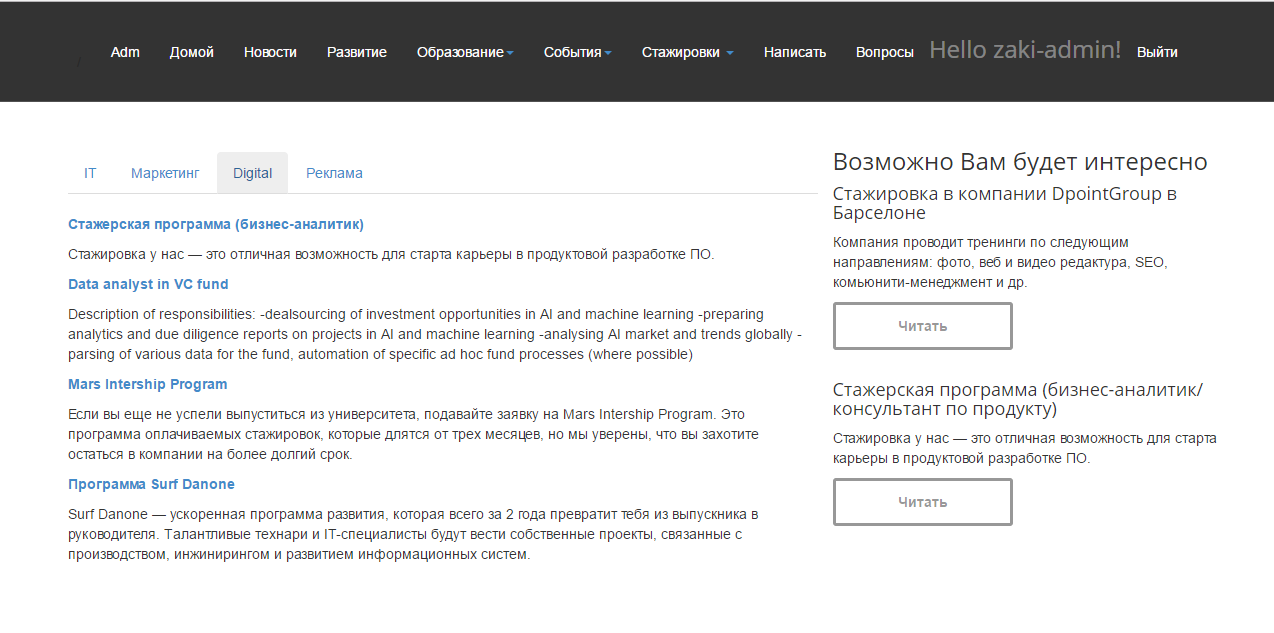 Adm Домой Новости Развитие Образование События Стажировки Написать Вопросы Hello zaki-admin! Выйти
IT Маркетинг Digital Реклама
Стажерская программа (бизнес-аналитик)
Стажировка у нас — это отличная возможность для старта карьеры в продуктовой разработке ПО.
Data analyst in VC fund
Description of responsibilities: -dealsourcing of investment opportunities in AI and machine learning -preparing
analytics and due diligence reports on projects in AI and machine learning -analysing AI market and trends globally -
parsing of various data for the fund, automation of specific ad hoc fund processes (where possible)
Mars Intership Program
Если вы еще не успели выпуститься из университета, подавайте заявку на Mars Intership Program. Это
программа оплачиваемых стажировок, которые длятся от трех месяцев, но мы уверены, что вы захотите
остаться в компании на более долгий срок.
Программа Surf Danone
Surf Danone — ускоренная программа развития, которая всего за 2 года превратит тебя из выпускника в
руководителя. Талантливые технари и IT-специалисты будут вести собственные проекты, связанные с
производством, инжинирингом и развитием информационных систем.
Возможно Вам будет интересно
Стажировка в компании DpointGroup в
Барселоне
Компания проводит тренинги по следующим
направлениям: фото, веб и видео редактура, SEO,
комьюнити-менеджмент и др.
Читать
Стажерская программа (бизнес-аналитик/
консультант по продукту)
Стажировка у нас — это отличная возможность для старта
карьеры в продуктовой разработке ПО.
Читать